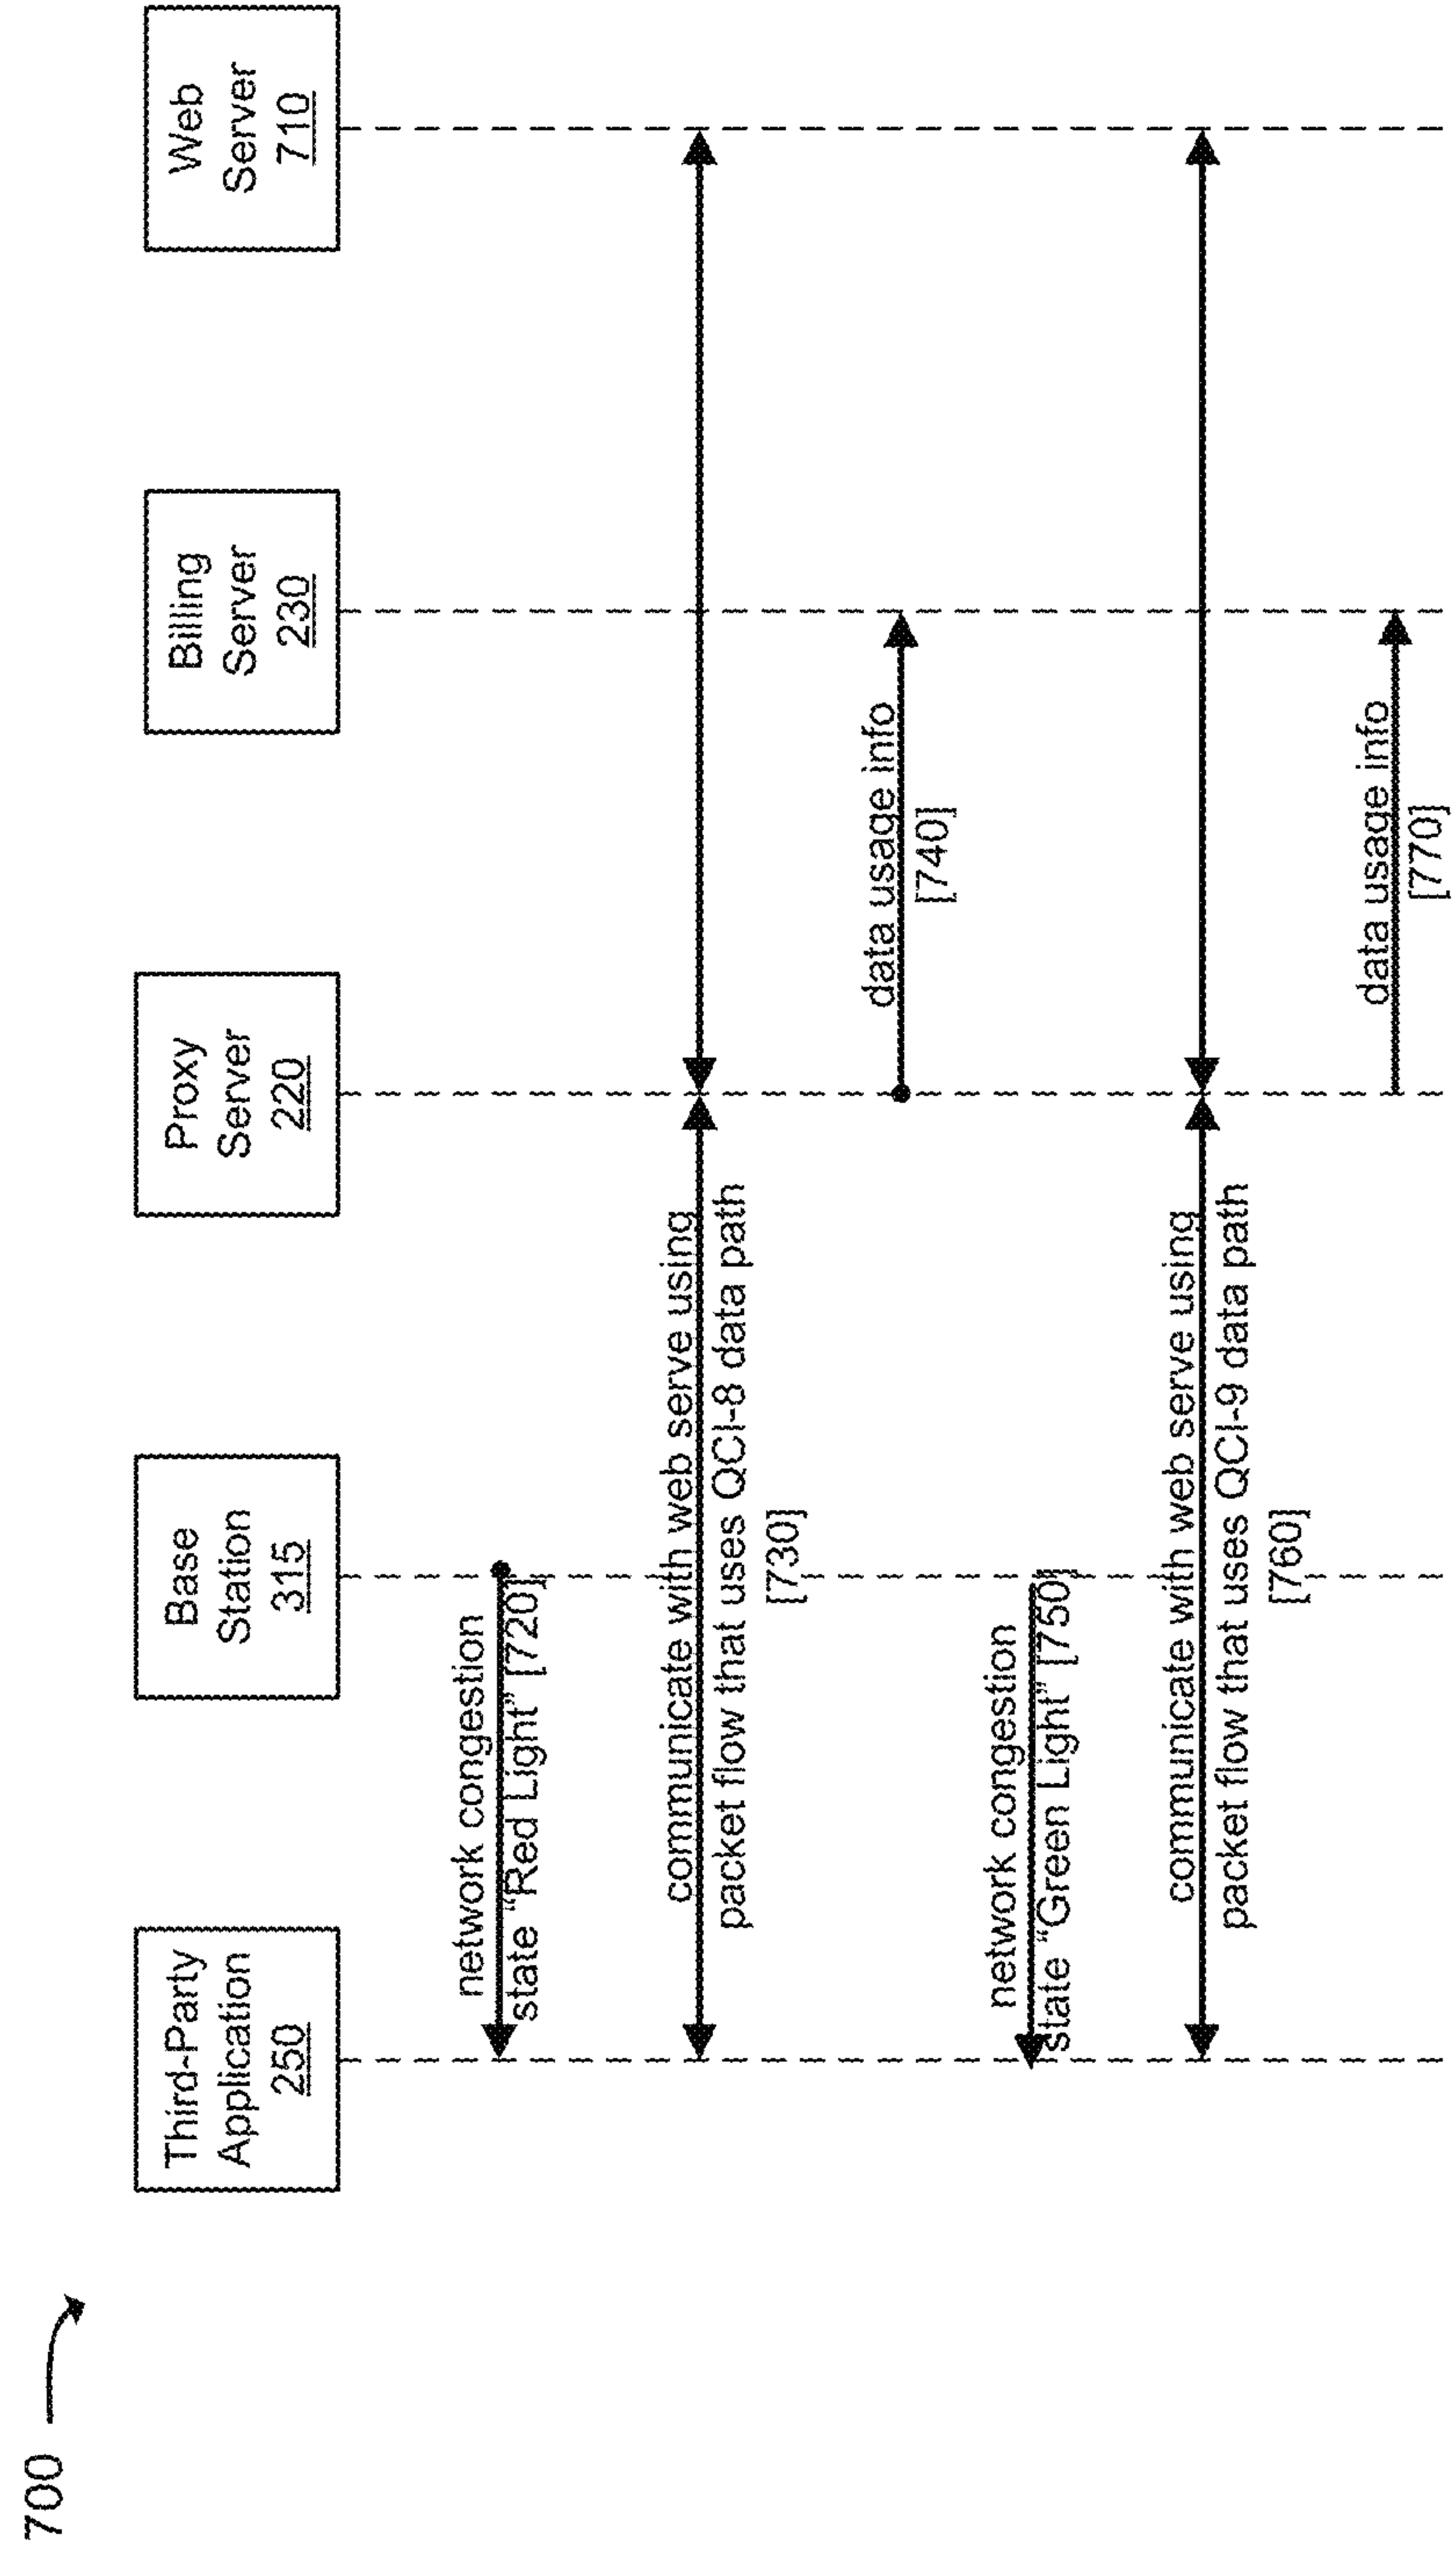 700
Third-Party
Application
250
Base
Station
315
Proxy
Server
220
Billing
Server
230
Web
Server
710
network congestion
state “Red Light” [720]
communicate with web serve using
packet flow that uses QCI-8 data path
[730]
data usage info
[740]
network congestion
state “Green Light” [750]
communicate with web serve using
packet flow that uses QCI-9 data path
[760]
data usage info
[770]